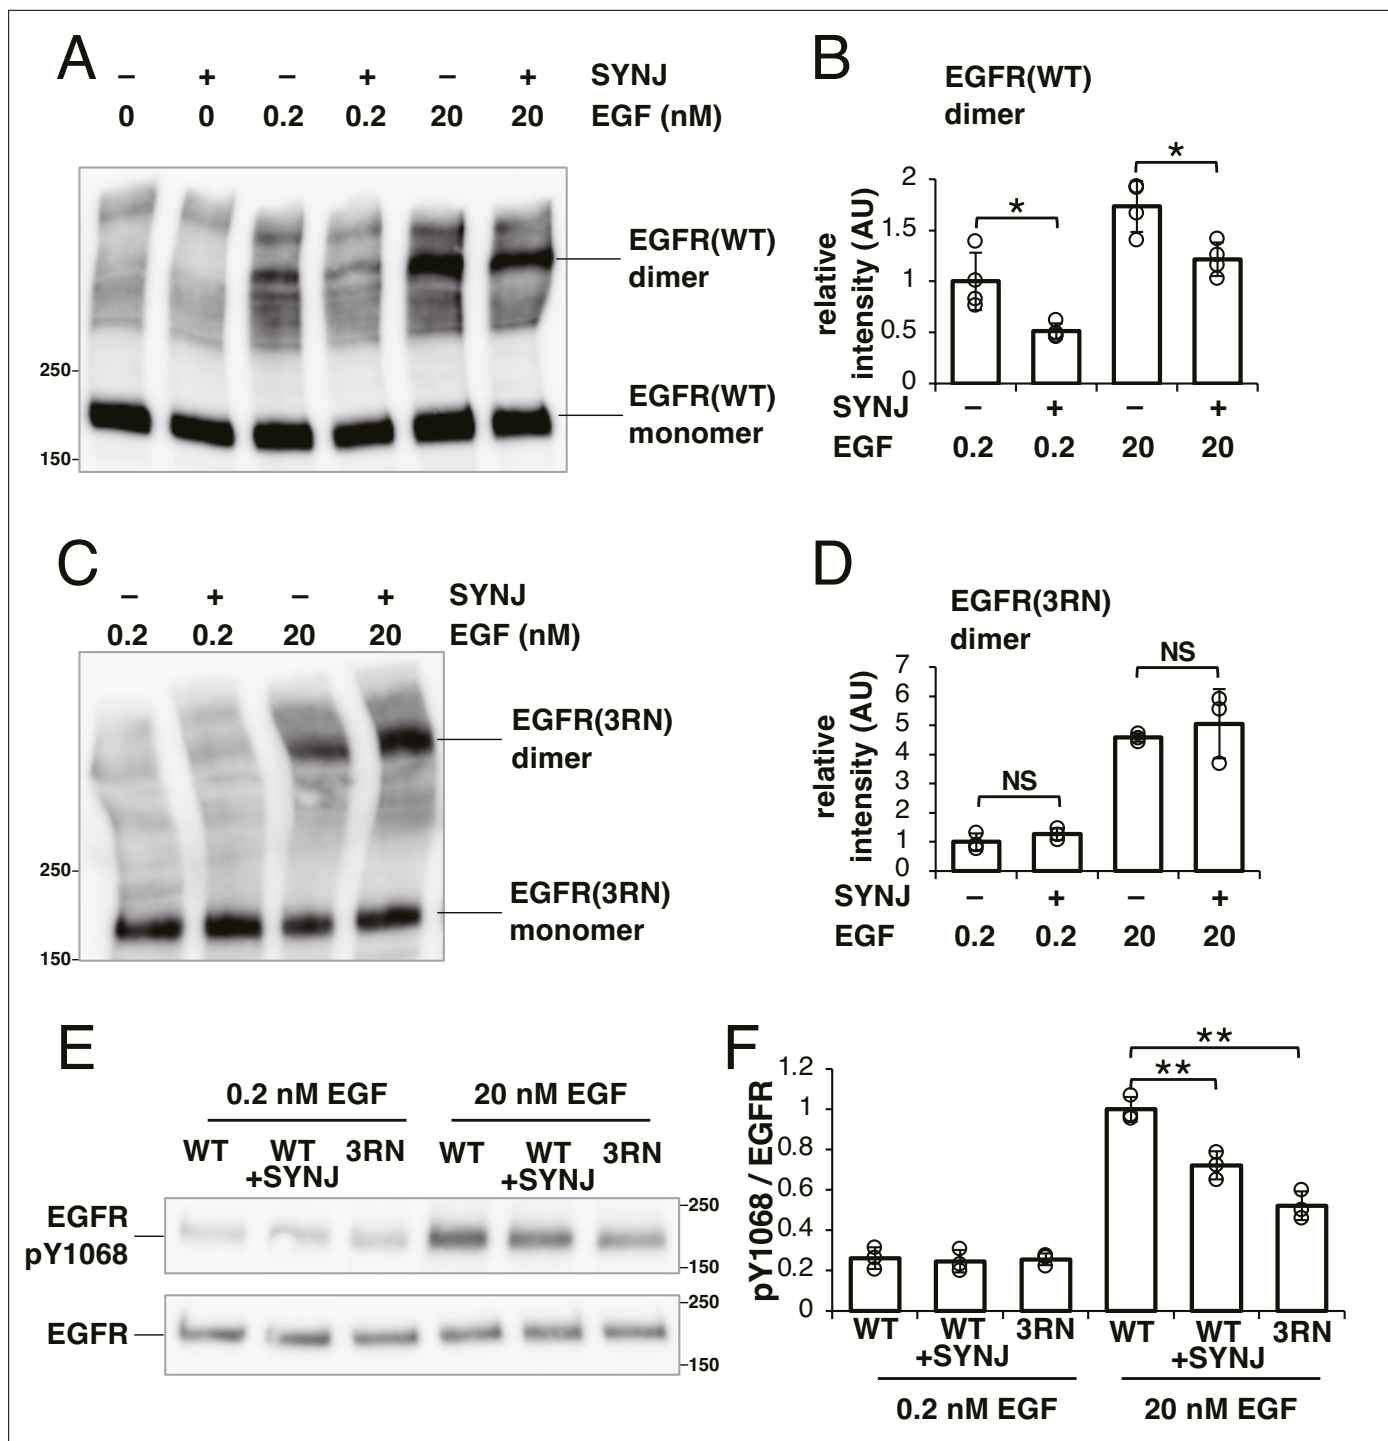 A
– + – + – + SYNJ
0 0 0.2 0.2 20 20 EGF (nM)
EGFR(WT)
dimer
250
EGFR(WT)
monomer
150
B
EGFR(WT)
dimer
relative
intensity (AU)
2
1.5
1
0.5
0
*
*
SYNJ – + – +
EGF 0.2 0.2 20 20
C
– + – + SYNJ
0.2 0.2 20 20 EGF (nM)
EGFR(3RN)
dimer
250
EGFR(3RN)
monomer
150
D
EGFR(3RN)
dimer
relative
intensity (AU)
7
6
5
4
3
2
1
0
NS
NS
SYNJ – + – +
EGF 0.2 0.2 20 20
E
0.2 nM EGF 20 nM EGF
WT WT 3RN WT WT 3RN
+SYNJ +SYNJ
EGFR
pY1068
250
150
EGFR
250
150
F
pY1068 / EGFR
1.2
1
0.8
0.6
0.4
0.2
0
**
**
WT WT 3RN WT WT 3RN
+SYNJ +SYNJ
0.2 nM EGF 20 nM EGF